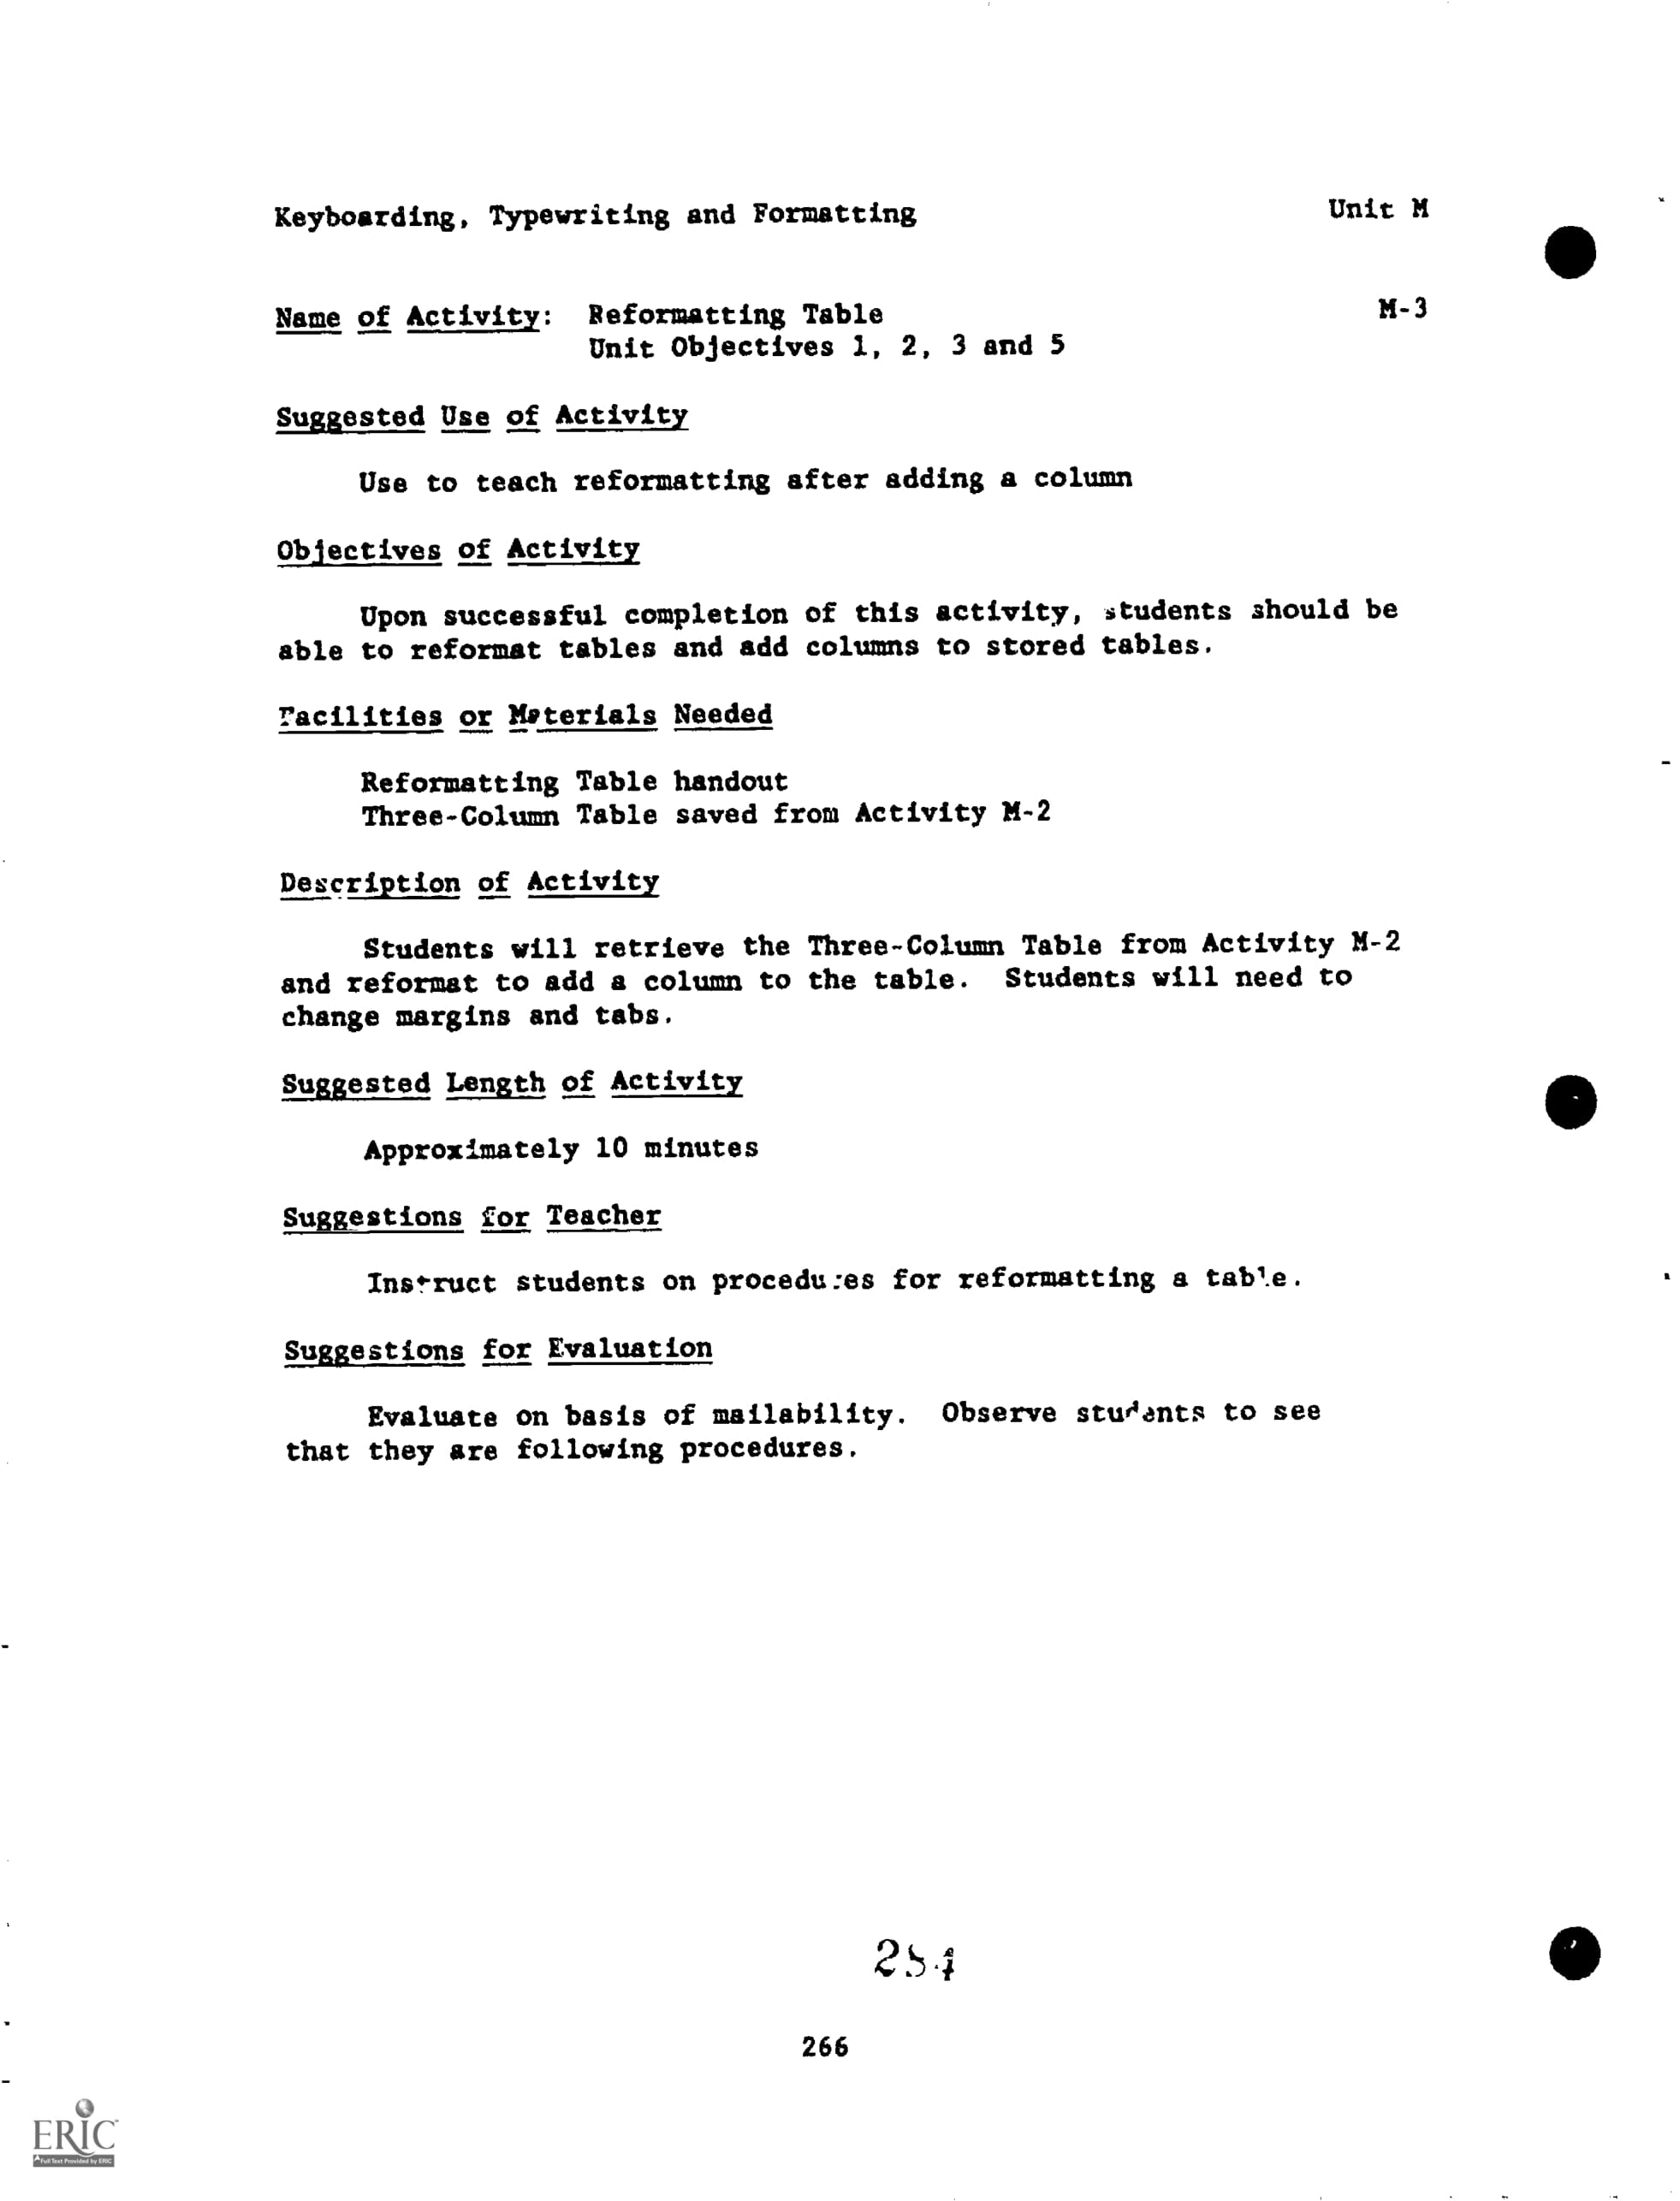 Keyboarding, Typewriting and Formatting Unit M
Name of Activity: Reformatting Table M-3
Unit Objectives 1, 2, 3 and 5
Suggested Use of Activity
Use to teach reformatting after adding a column
Objectives of Activity
Upon successful completion of this activity, students should be
able to reformat tables and add columns to stored tables.
Facilities or Materials Needed
Reformatting Table handout
Three-Column Table saved from Activity M-2
Description of Activity
Students will retrieve the Three-Column Table from Activity M-2
and reformat to add a column to the table. Students will need to
change margins and tabs.
Suggested Length of Activity
Approximately 10 minutes
Suggestions for Teacher
Instruct students on procedures for reformatting a table.
Suggestions for Evaluation
Evaluate on basis of mailability. Observe students to see
that they are following procedures.
266
ERIC
Full Text Provided by ERIC